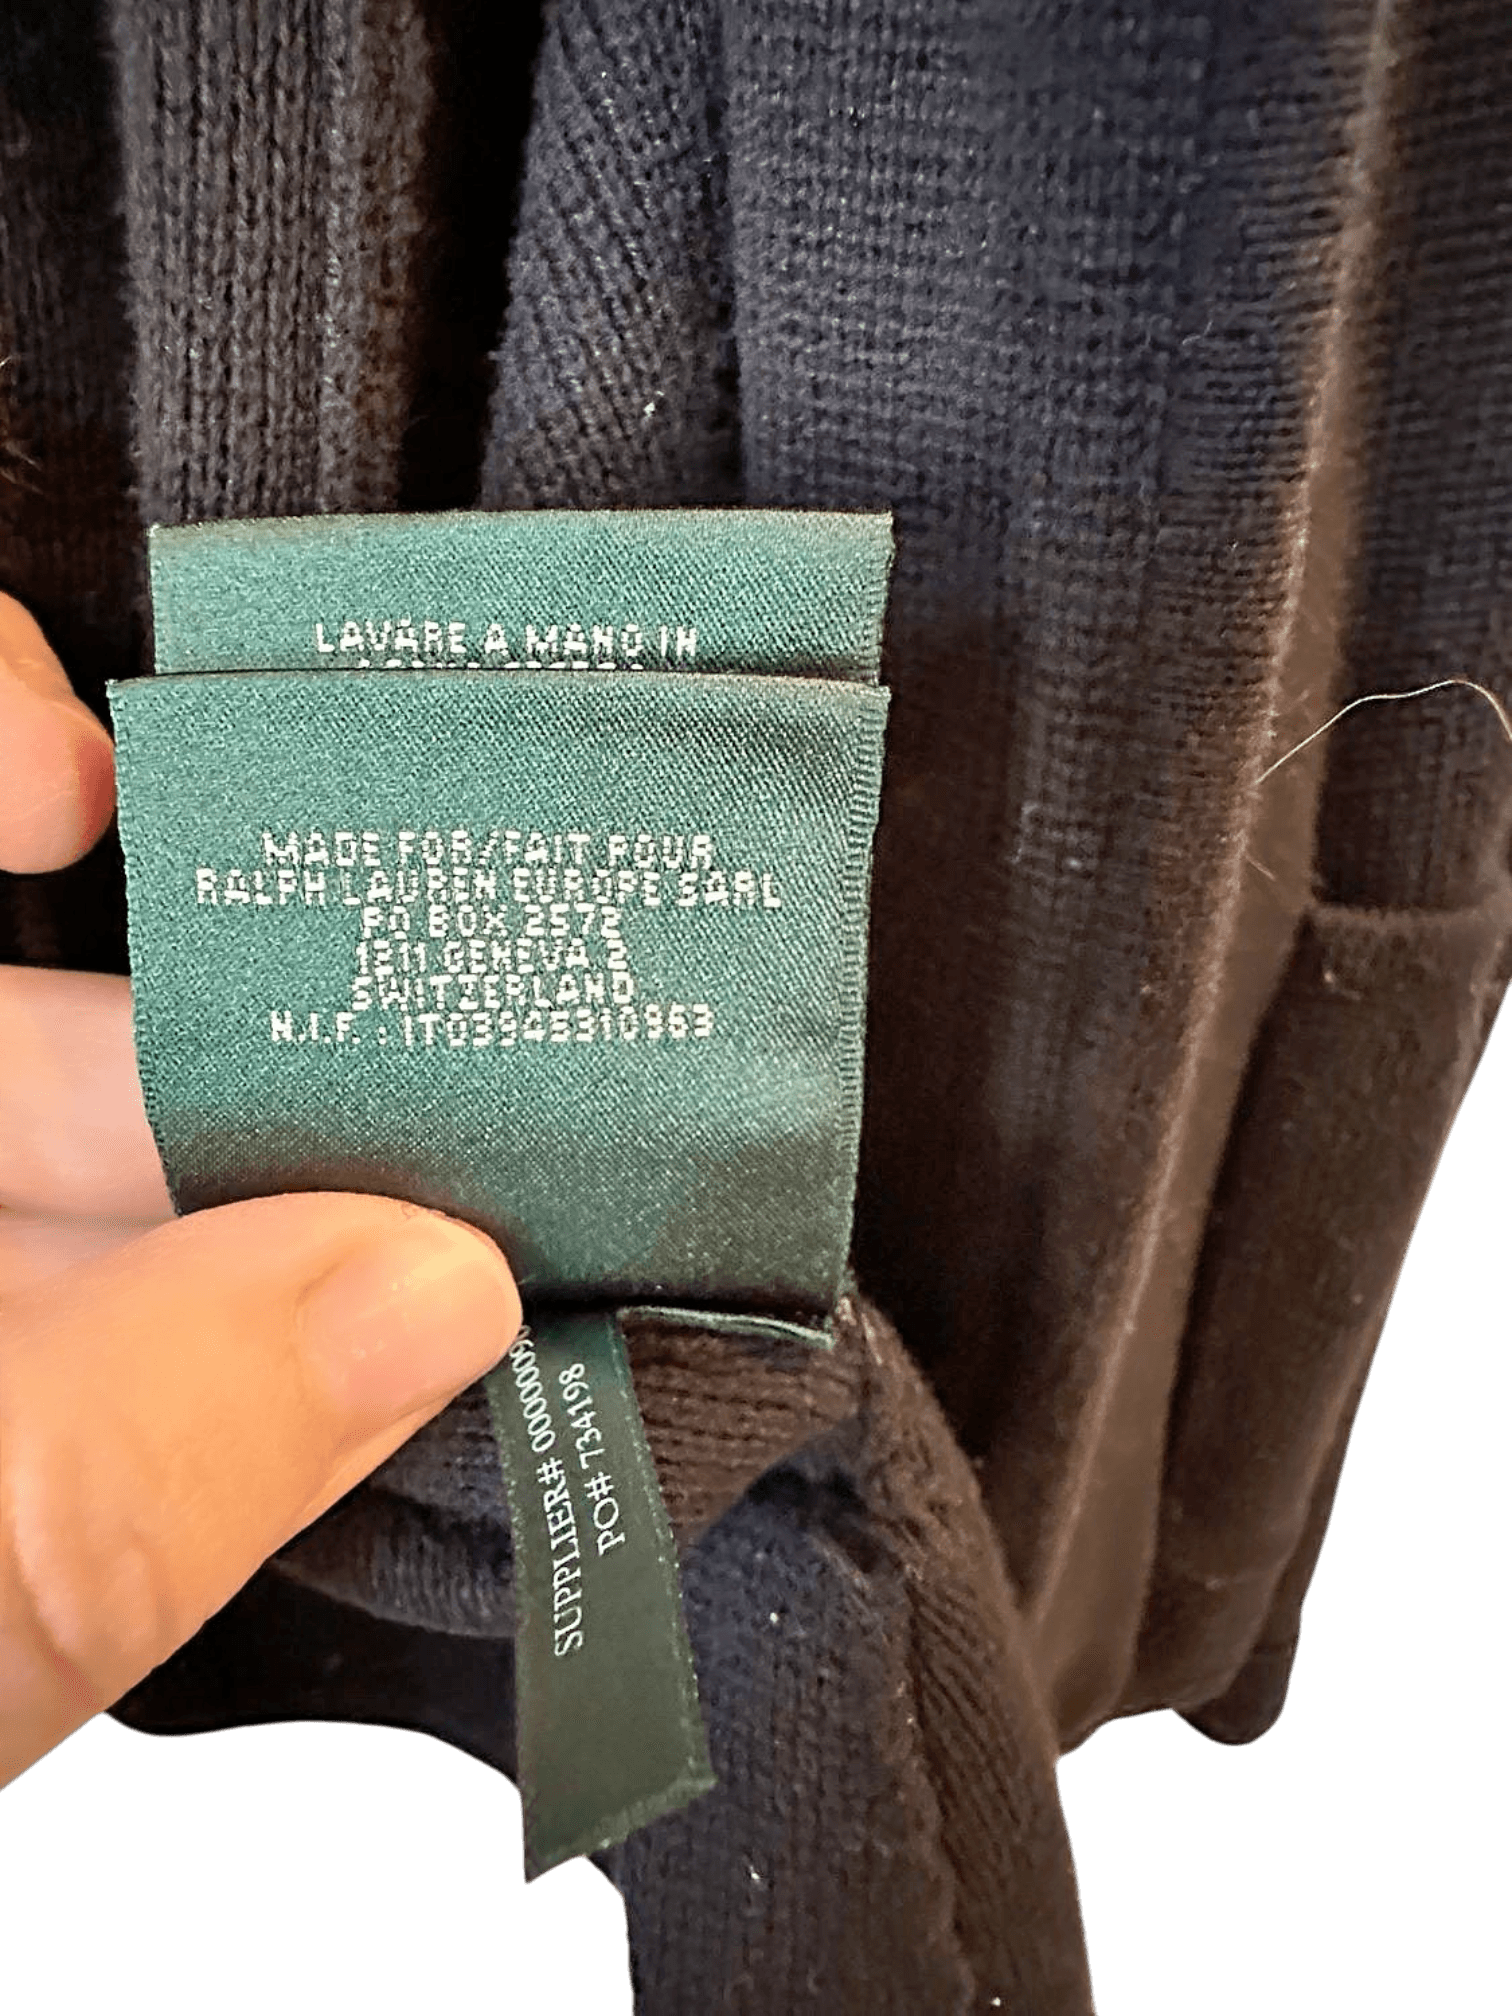 LAVARE A MANO IN
MADE FOR/FAIT POUR
RALPH LAUREN EUROPE SARL
PO BOX 2572
1211 GENEVA 2
SWITZERLAND
N.I.F. : IT03945310963
SUPPLIER#
PO# 734198